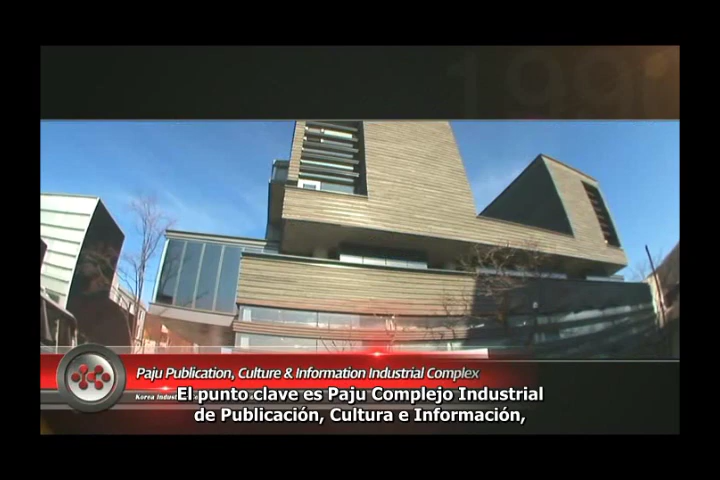 Paju Publication, Culture & Information Industrial Complex
El punto clave es Paju Complejo Industrial
de Publicación, Cultura e Información,